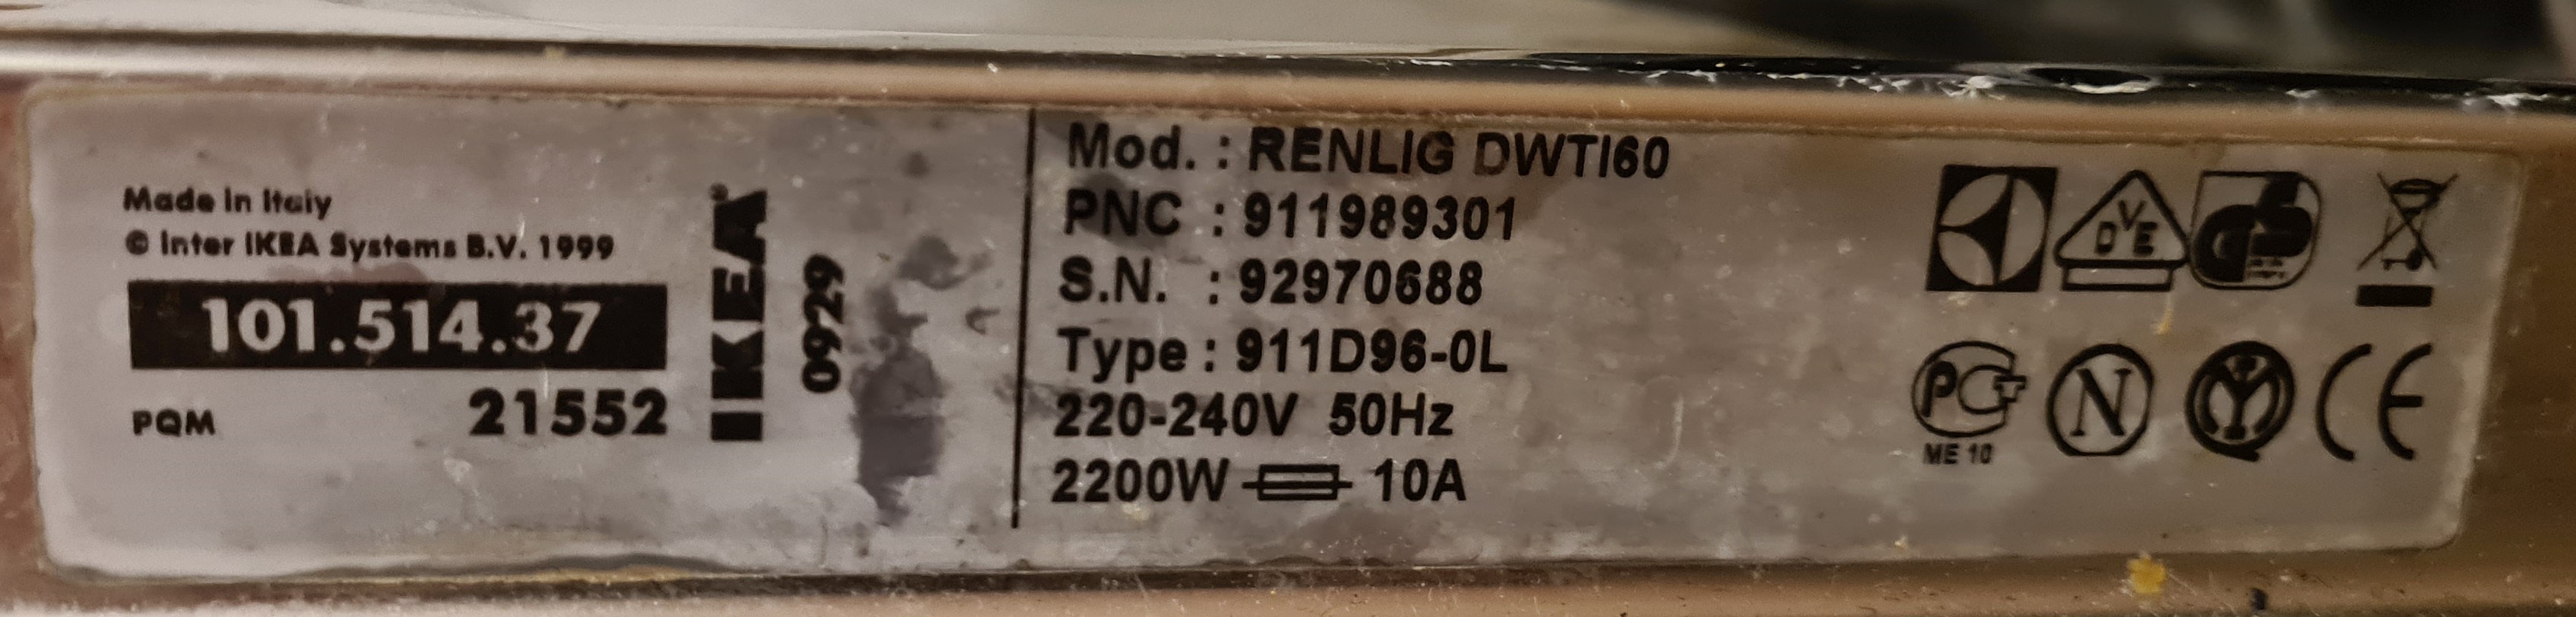 Made in Italy
© Inter IKEA Systems B.V. 1999
101.514.37
PQM 21552
IKEA®
0929
Mod. : RENLIG DWTI60
PNC : 911989301
S.N. : 92970688
Type : 911D96-0L
220-240V 50Hz
2200W 10A
DVE
PCT
ME 10
N
CE